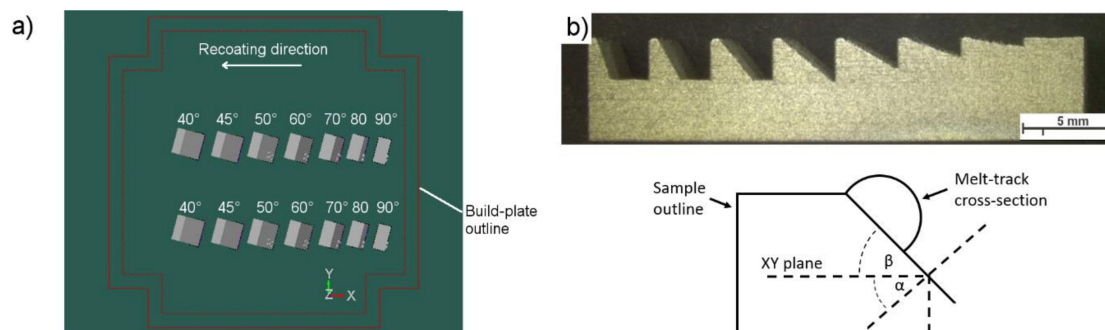 a)
Recoating direction
40° 45° 50° 60° 70° 80 90°
40° 45° 50° 60° 70° 80 90°
Build-plate
outline
Y
Z X
b)
5 mm
Sample
outline
Melt-track
cross-section
XY plane
β
α